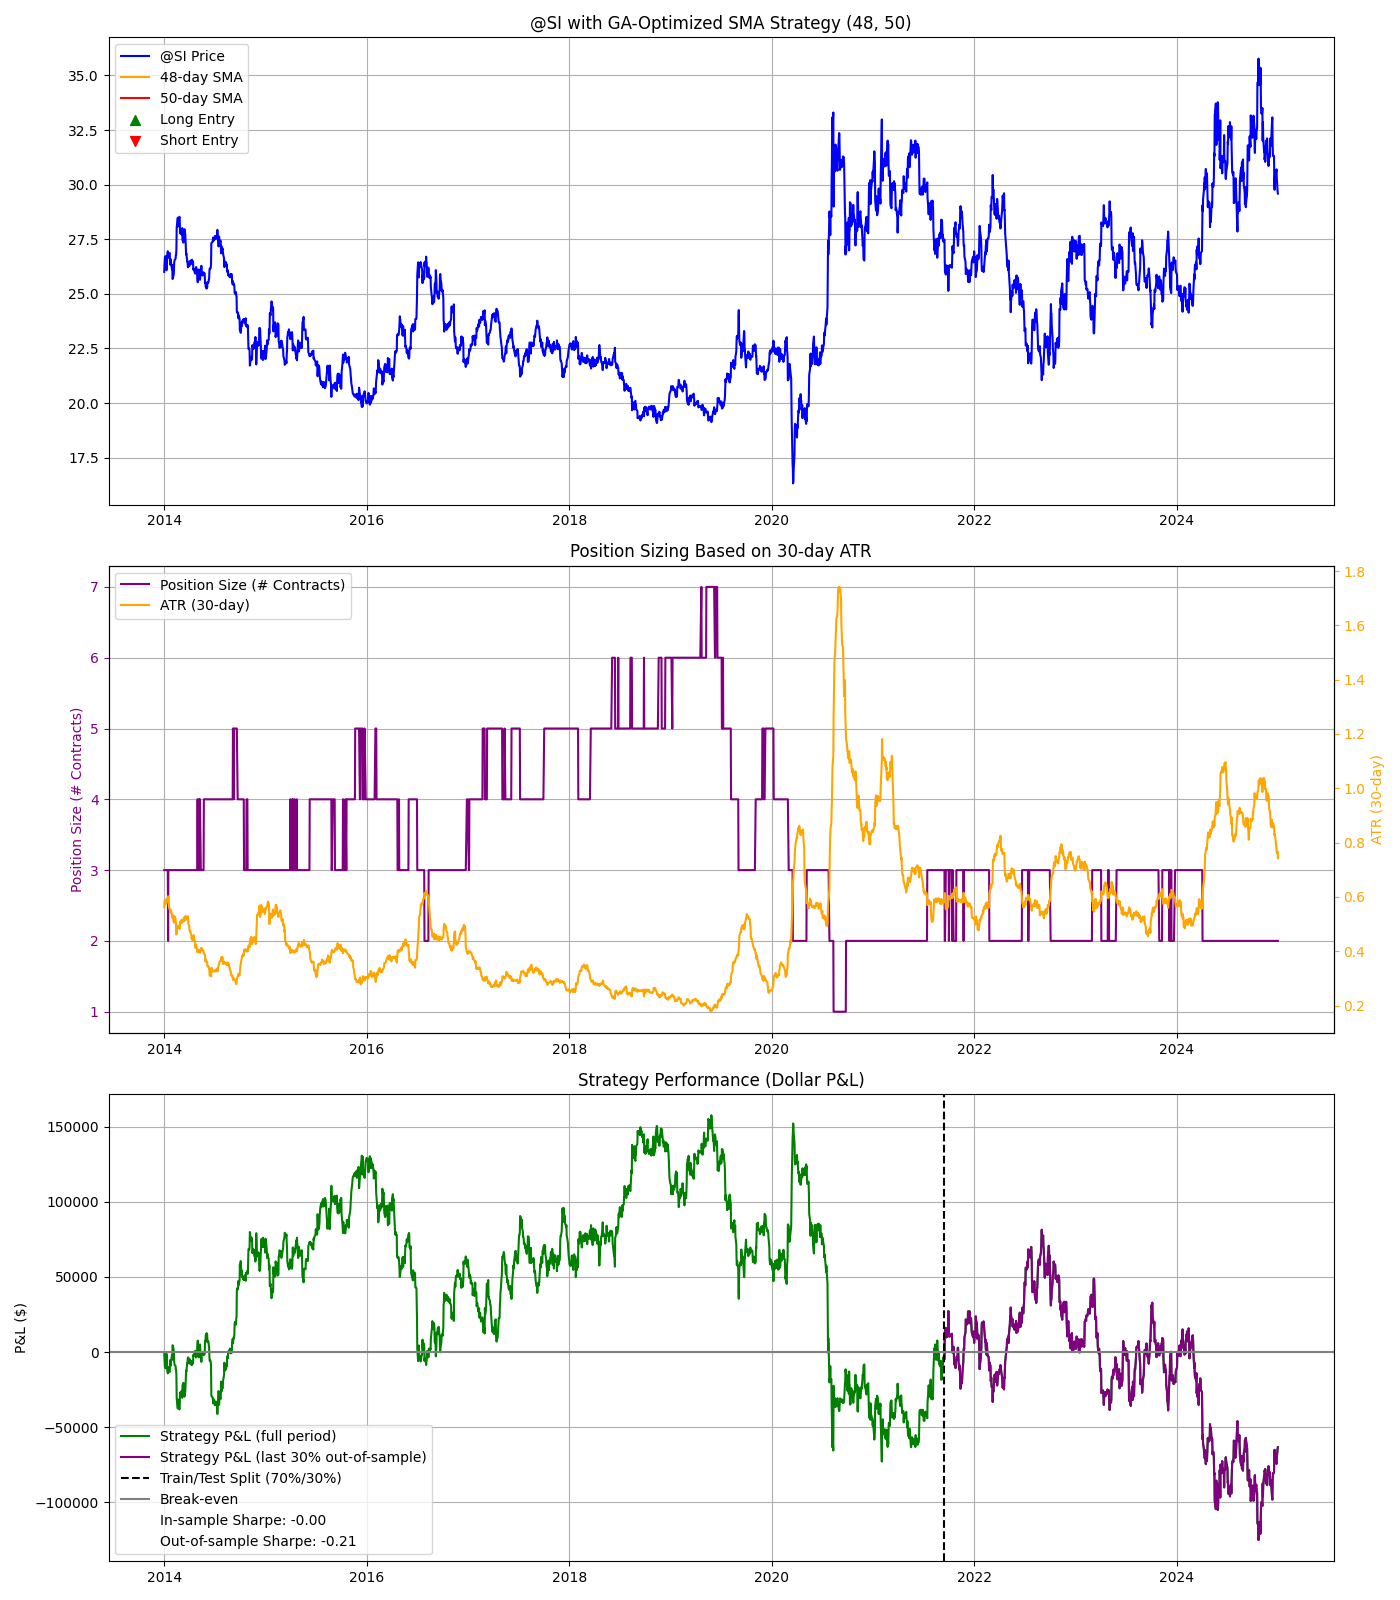 @SI with GA-Optimized SMA Strategy (48, 50)
@SI Price
48-day SMA
50-day SMA
Long Entry
Short Entry
35.0
32.5
30.0
27.5
25.0
22.5
20.0
17.5
2014 2016 2018 2020 2022 2024
Position Sizing Based on 30-day ATR
Position Size (# Contracts)
ATR (30-day)
Position Size (# Contracts)
7
6
5
4
3
2
1
1.8
1.6
1.4
1.2
1.0
0.8
0.6
0.4
0.2
ATR (30-day)
2014 2016 2018 2020 2022 2024
Strategy Performance (Dollar P&L)
P&L ($)
150000
100000
50000
0
−50000
−100000
Strategy P&L (full period)
Strategy P&L (last 30% out-of-sample)
Train/Test Split (70%/30%)
Break-even
In-sample Sharpe: -0.00
Out-of-sample Sharpe: -0.21
2014 2016 2018 2020 2022 2024